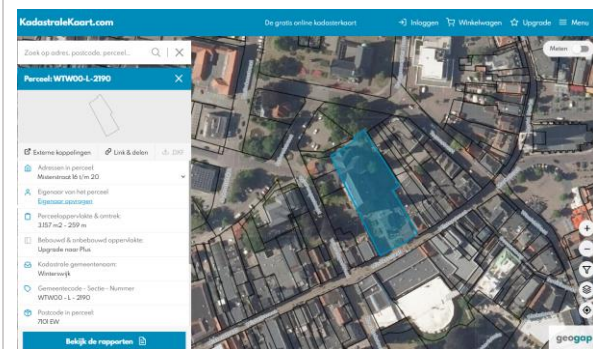 KadastraleKaart.com
De gratis online kadasterkaart
Inloggen
Winkelwagen
Upgrade
Menu
Zoek op adres, postcode, perceel...
Meten
Perceel: WTW00-L-2190
Externe koppelingen
Link & delen
DXF
Adressen in perceel
Misterstraat 16 t/m 20
Eigenaar van het perceel
Eigenaar opvragen
Perceeloppervlakte & omtrek:
3.157 m2 - 259 m
Bebouwd & onbebouwd oppervlakte:
Upgrade naar Plus
Kadastrale gemeentenaam:
Winterswijk
Gemeentecode - Sectie - Nummer
WTW00 - L - 2190
Postcode in perceel
7101 EW
Bekijk de rapporten
geogap